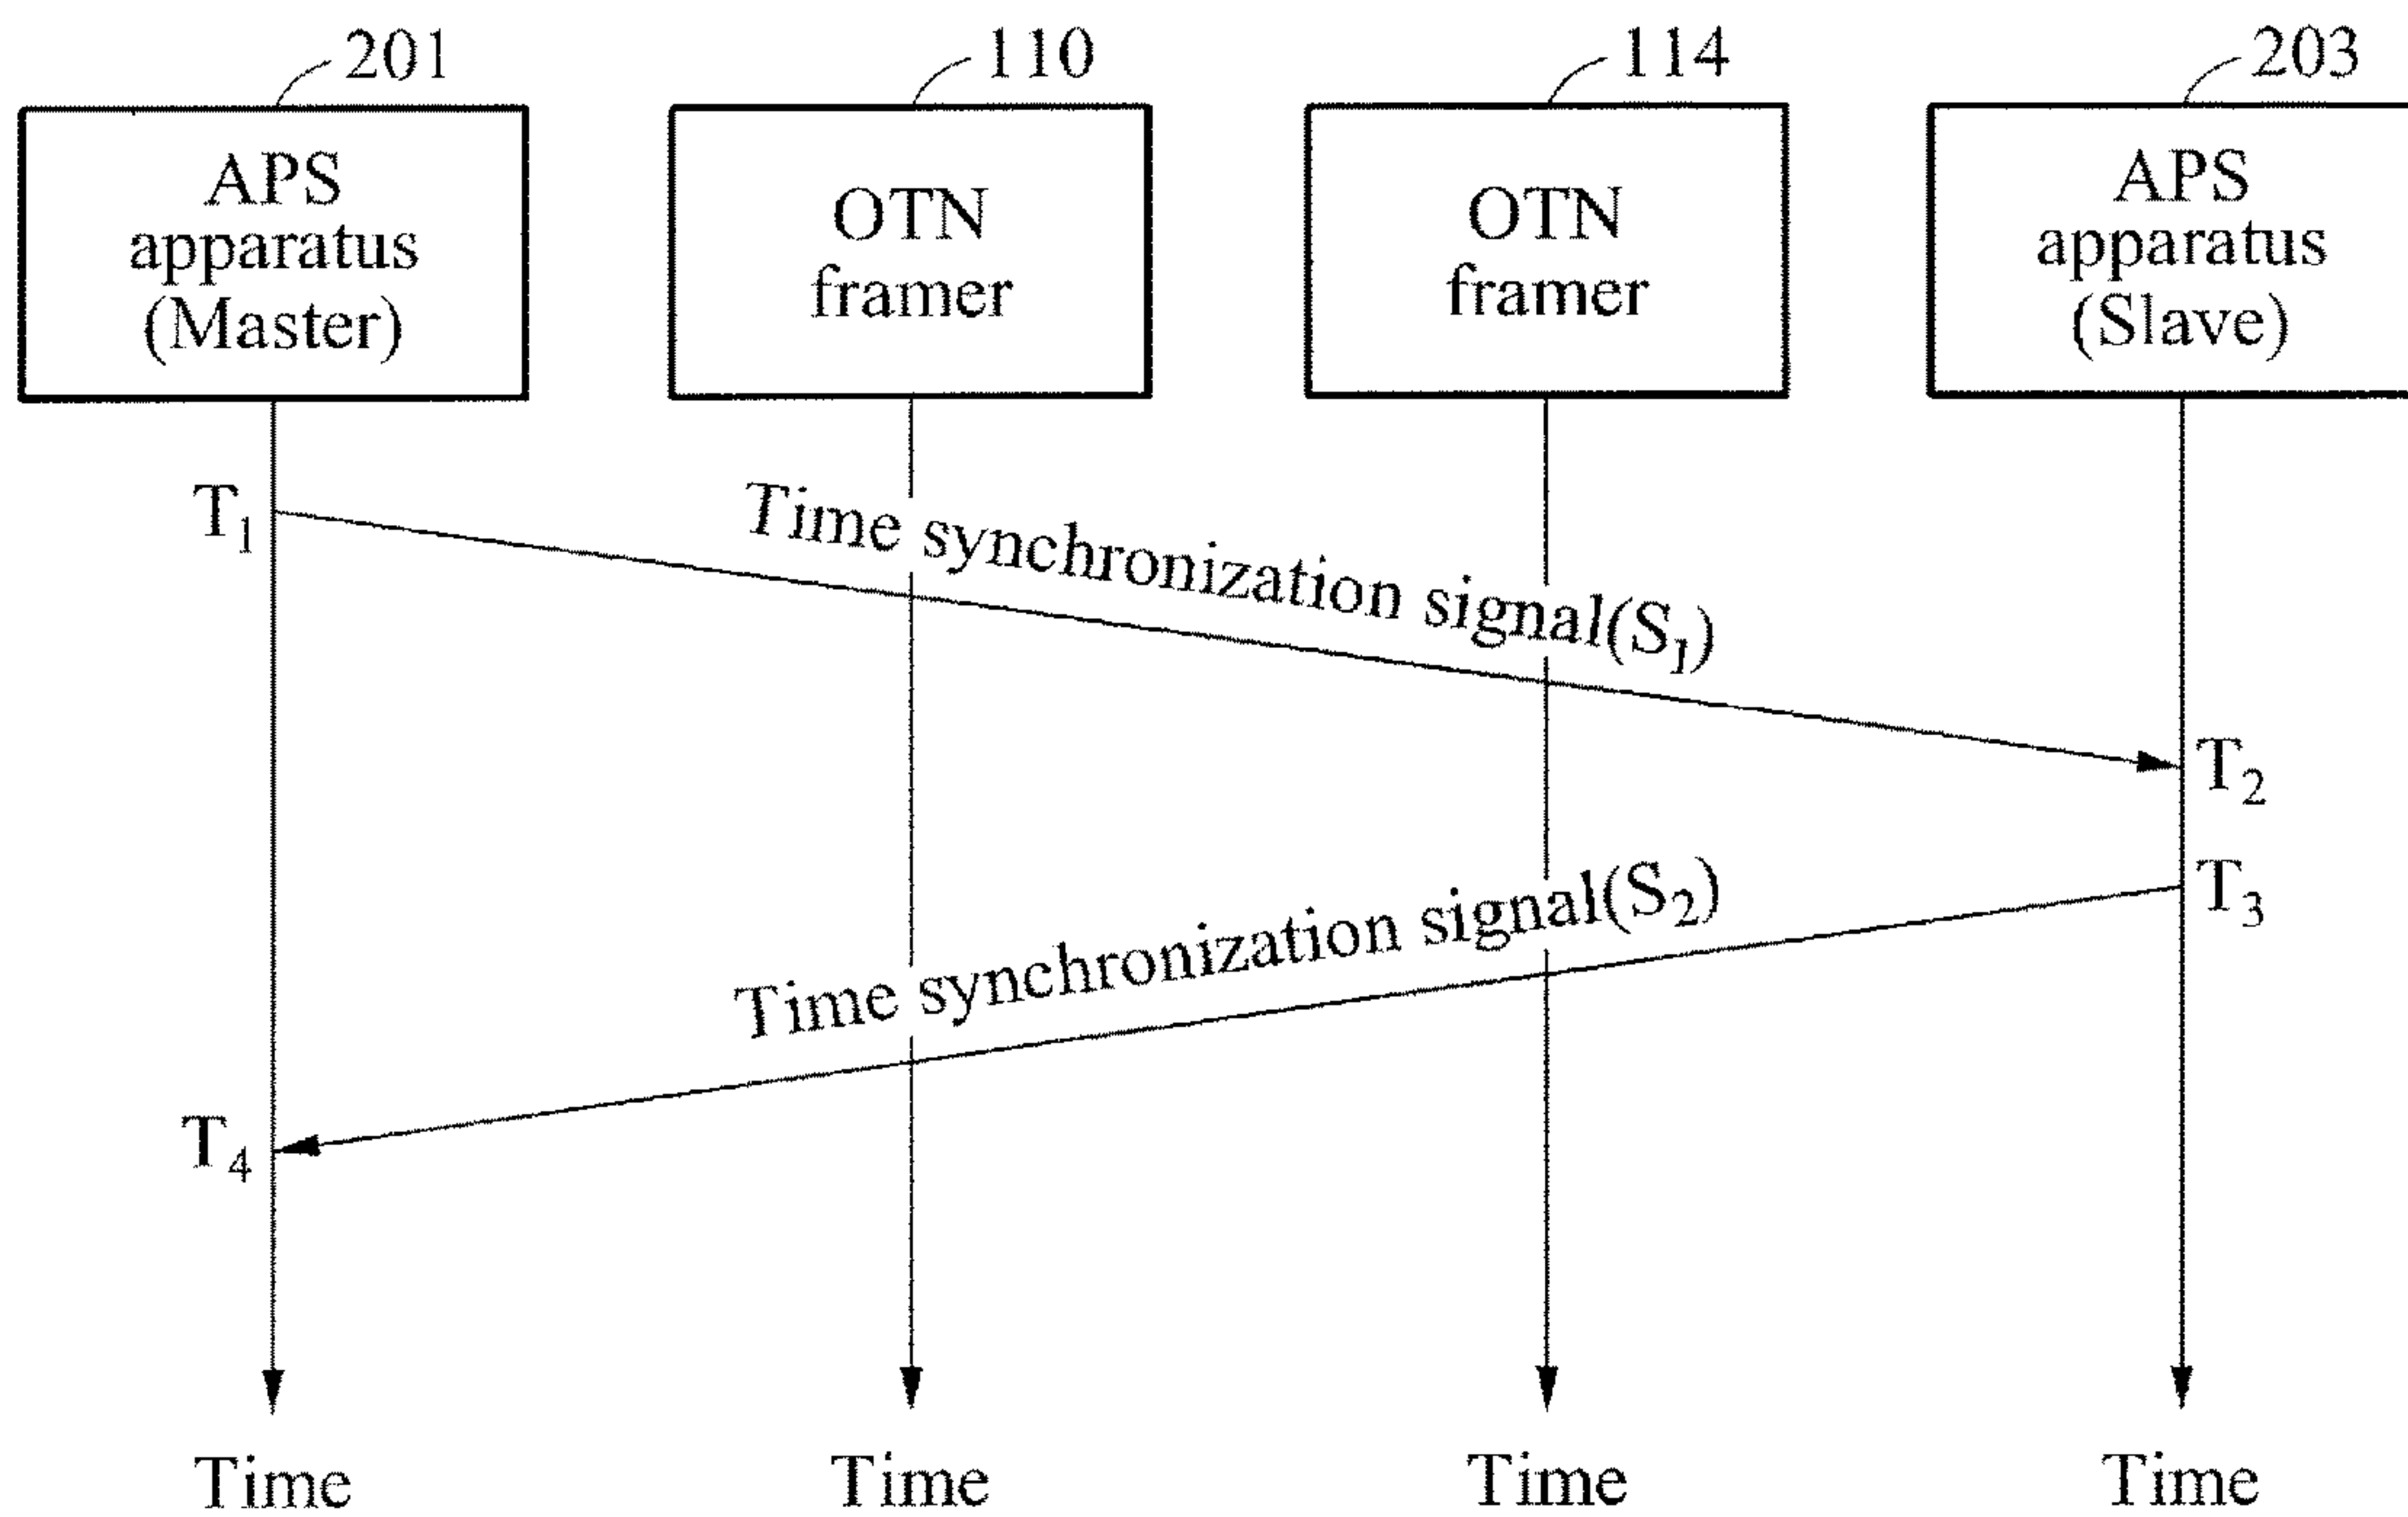 201
110
114
203
APS
apparatus
(Master)
OTN
framer
OTN
framer
APS
apparatus
(Slave)
T1
Time synchronization signal(S1)
T2
T3
Time synchronization signal(S2)
T4
Time
Time
Time
Time